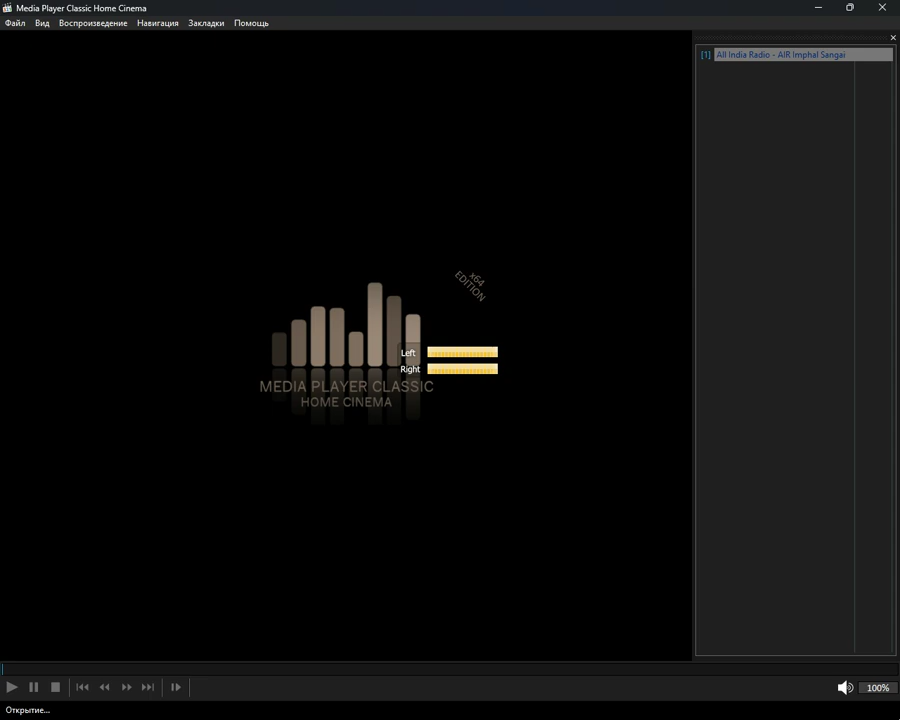 Media Player Classic Home Cinema
Файл Вид Воспроизведение Навигация Закладки Помощь
[1] All India Radio - AIR Imphal Sangai
x64
EDITION
Left
Right
MEDIA PLAYER CLASSIC
HOME CINEMA
100%
Открытие...